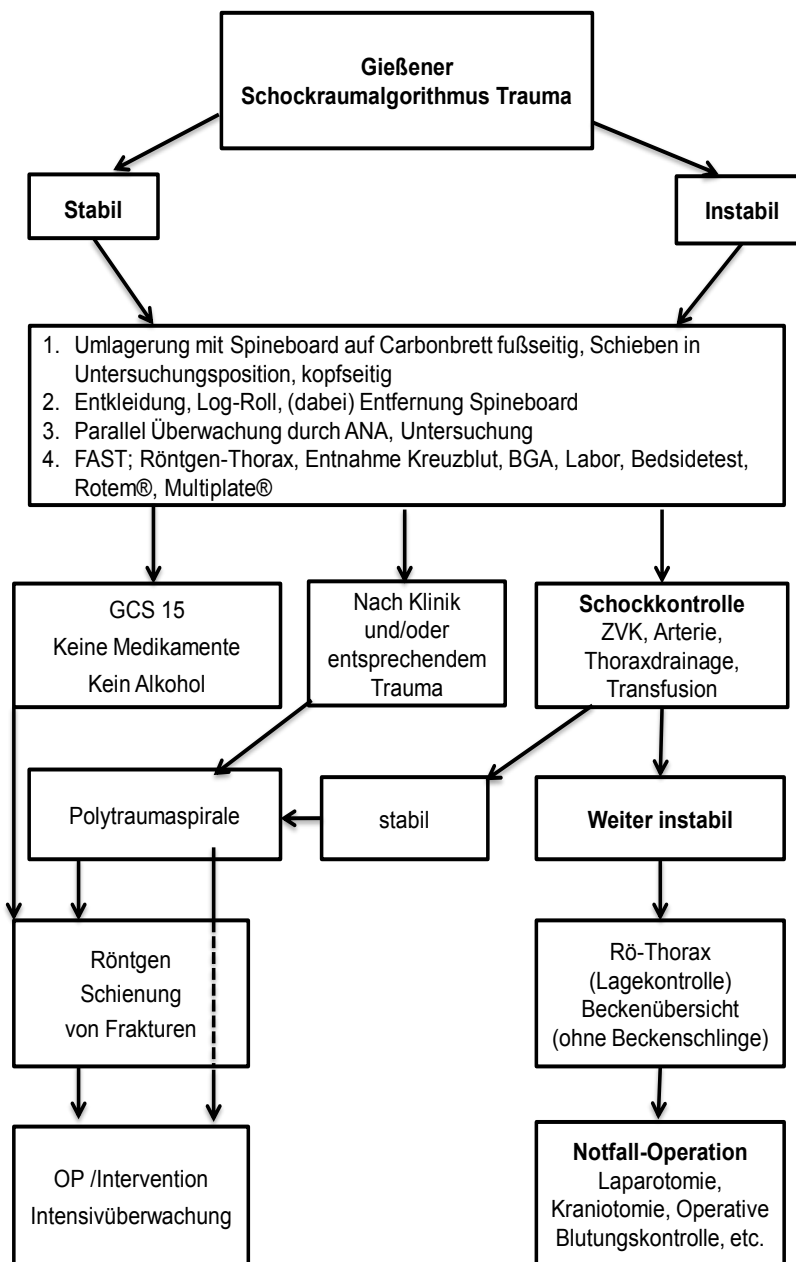 Gießener
Schockraumalgorithmus Trauma
Stabil
Instabil
1. Umlagerung mit Spineboard auf Carbonbrett fußseitig, Schieben in
Untersuchungsposition, kopfseitig
2. Entkleidung, Log-Roll, (dabei) Entfernung Spineboard
3. Parallel Überwachung durch ANA, Untersuchung
4. FAST; Röntgen-Thorax, Entnahme Kreuzblut, BGA, Labor, Bedsidetest,
Rotem®, Multiplate®
GCS 15
Keine Medikamente
Kein Alkohol
Nach Klinik
und/oder
entsprechendem
Trauma
Schockkontrolle
ZVK, Arterie,
Thoraxdrainage,
Transfusion
Polytraumaspirale
stabil
Weiter instabil
Röntgen
Schienung
von Frakturen
Rö-Thorax
(Lagekontrolle)
Beckenübersicht
(ohne Beckenschlinge)
OP /Intervention
Intensivüberwachung
Notfall-Operation
Laparotomie,
Kraniotomie, Operative
Blutungskontrolle, etc.